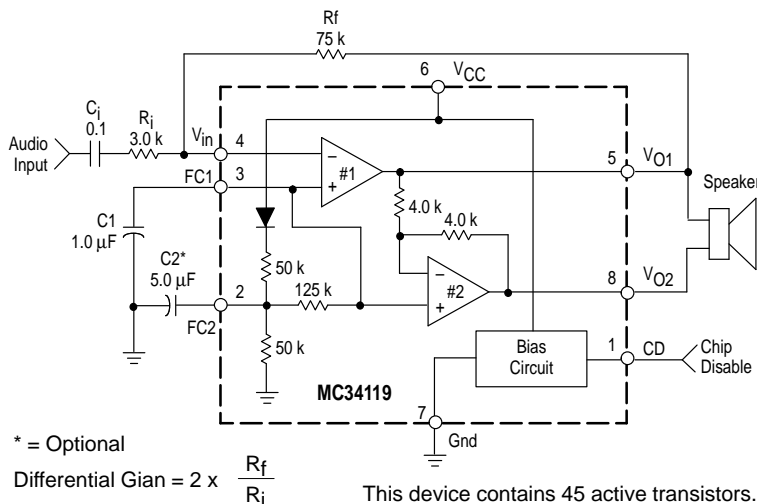 Rf
75 k
6
VCC
Ci
0.1
Ri
3.0 k
Audio
Input
Vin
4
–
#1
+
5
VO1
FC1
3
Speaker
4.0 k
4.0 k
C1
1.0 µF
C2*
5.0 µF
50 k
125 k
–
#2
+
2
FC2
8
VO2
50 k
Bias
Circuit
1
CD
Chip
Disable
MC34119
7
Gnd
* = Optional
Differential Gian = 2 x Rf
Ri
This device contains 45 active transistors.